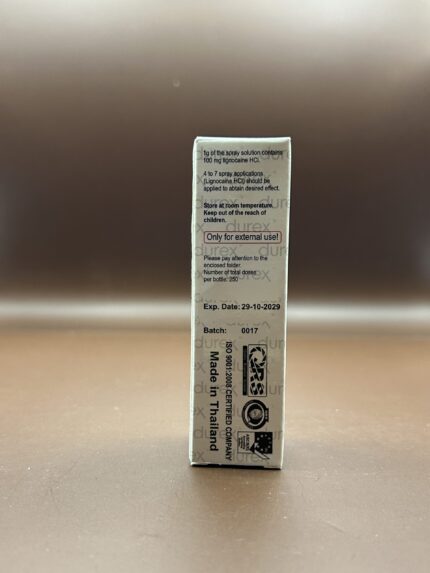 1g of the spray solution contains
100 mg lignocaine HCl.
4 to 7 spray applications
(Lignocaine HCl) should be
applied to obtain desired effect.
Store at room temperature.
Keep out of the reach of
children.
Only for external use!
Please pay attention to the
enclosed folder.
Number of total doses
per bottle: 250
Exp. Date: 29-10-2029
Batch: 0017
QRS
ISO 9001:2008 CERTIFIED COMPANY
Made in Thailand
durex